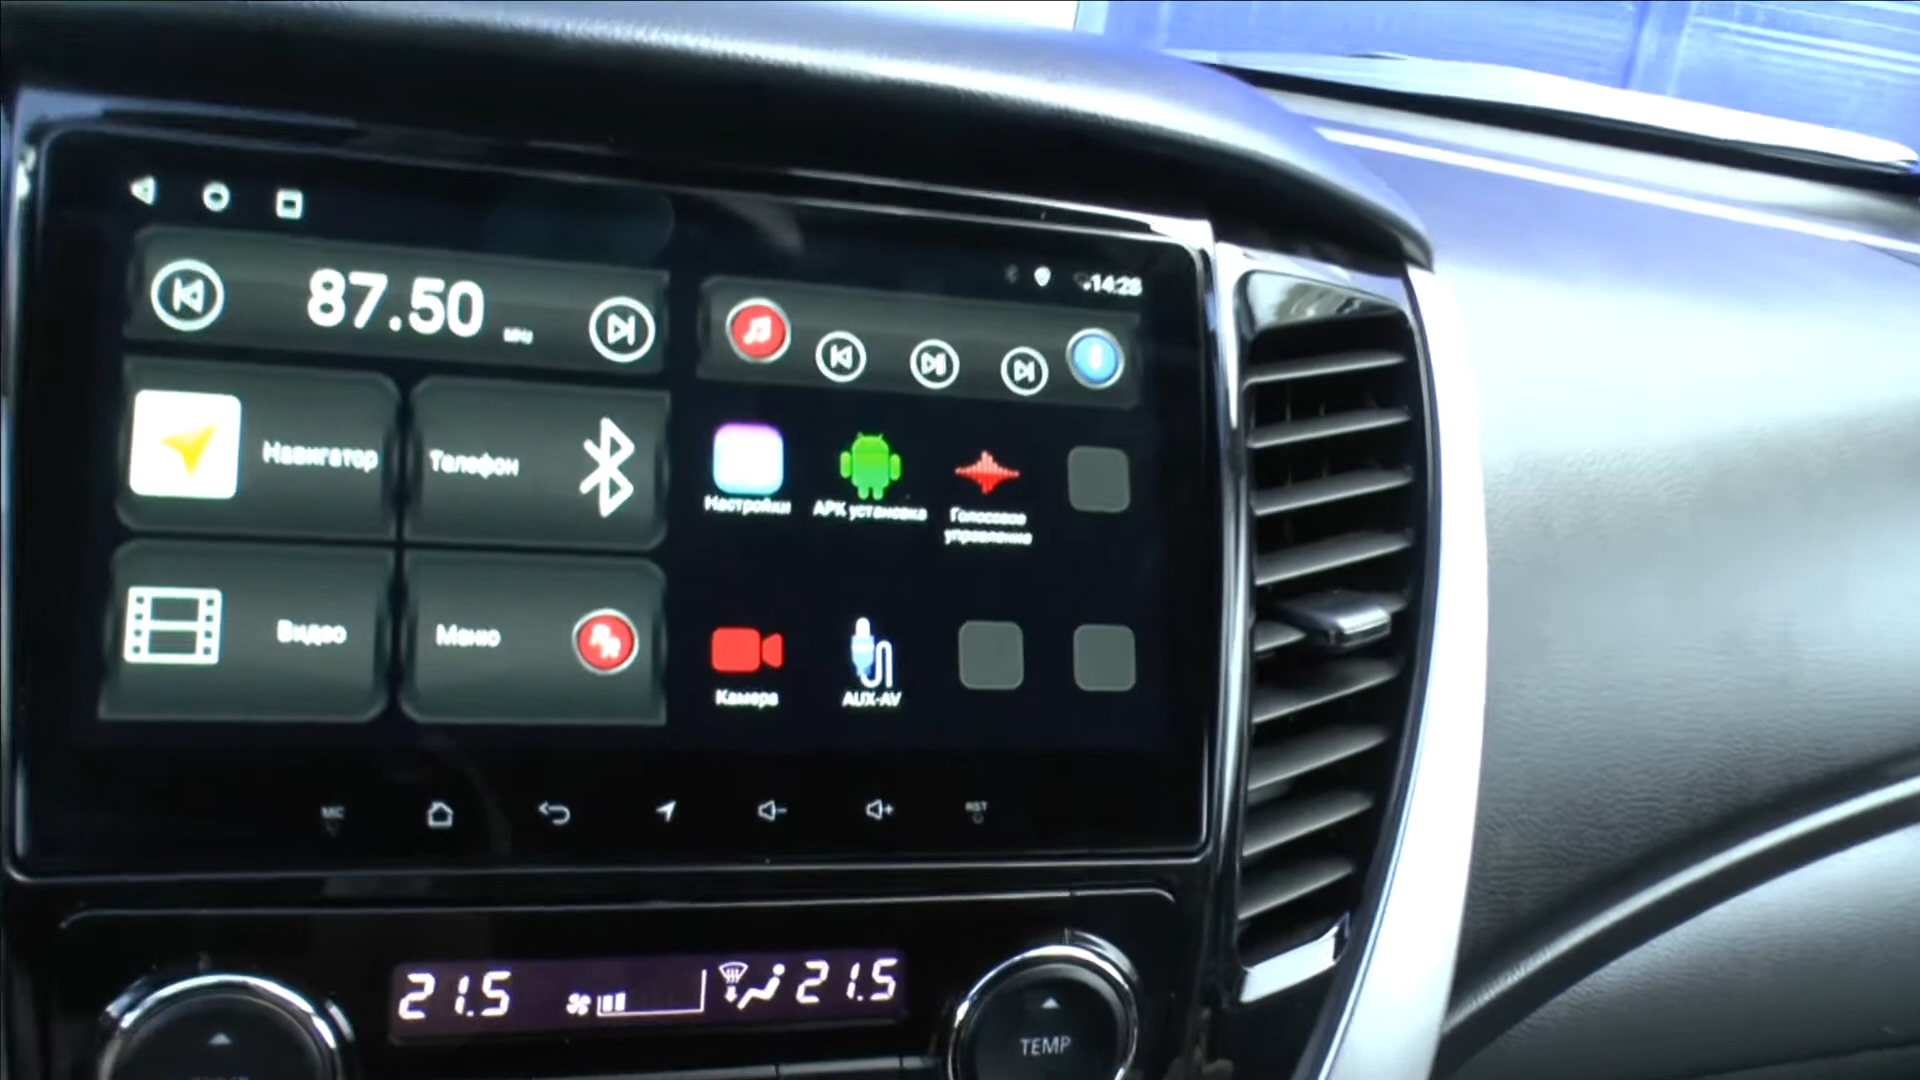 14:28
87.50
Навигатор
Телефон
Настройки
APK установка
Голосовое
управление
Видео
Меню
Камера
AUX-AV
MIC
RST
21.5
21.5
TEMP